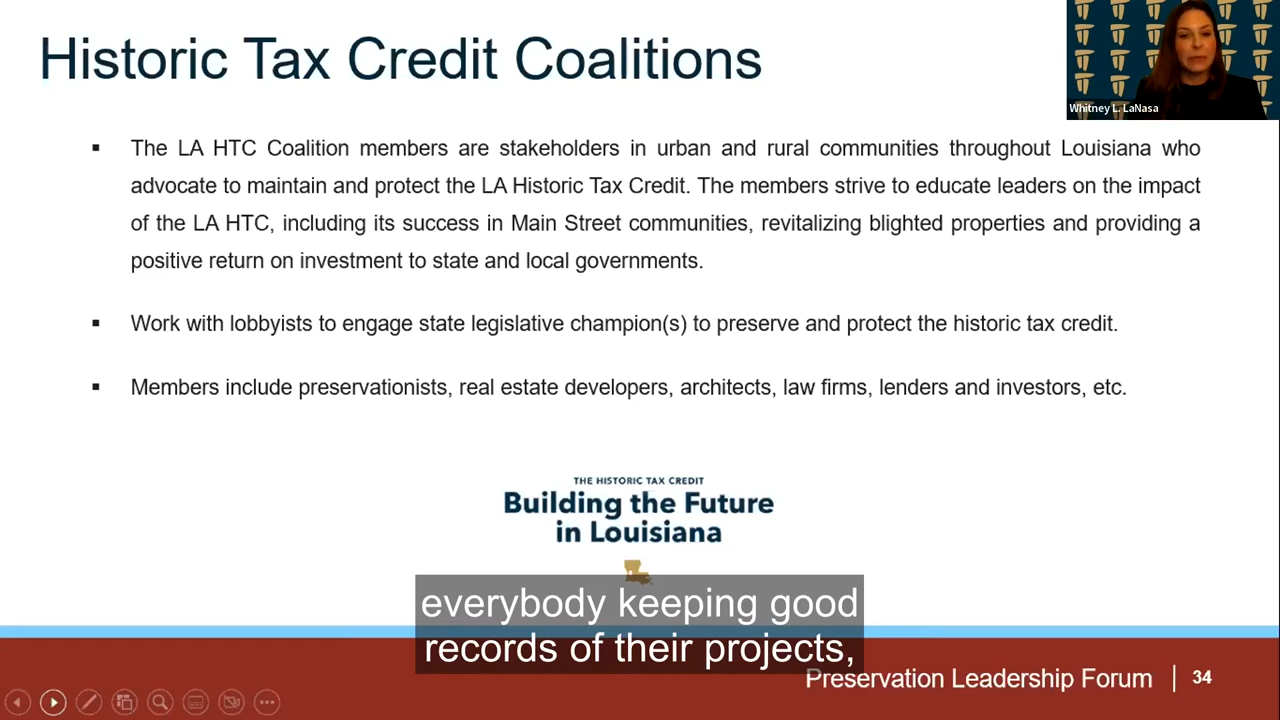 Historic Tax Credit Coalitions
Whitney L. LaNasa
▪ The LA HTC Coalition members are stakeholders in urban and rural communities throughout Louisiana who
advocate to maintain and protect the LA Historic Tax Credit. The members strive to educate leaders on the impact
of the LA HTC, including its success in Main Street communities, revitalizing blighted properties and providing a
positive return on investment to state and local governments.
▪ Work with lobbyists to engage state legislative champion(s) to preserve and protect the historic tax credit.
▪ Members include preservationists, real estate developers, architects, law firms, lenders and investors, etc.
THE HISTORIC TAX CREDIT
Building the Future
in Louisiana
everybody keeping good
records of their projects,
Preservation Leadership Forum | 34